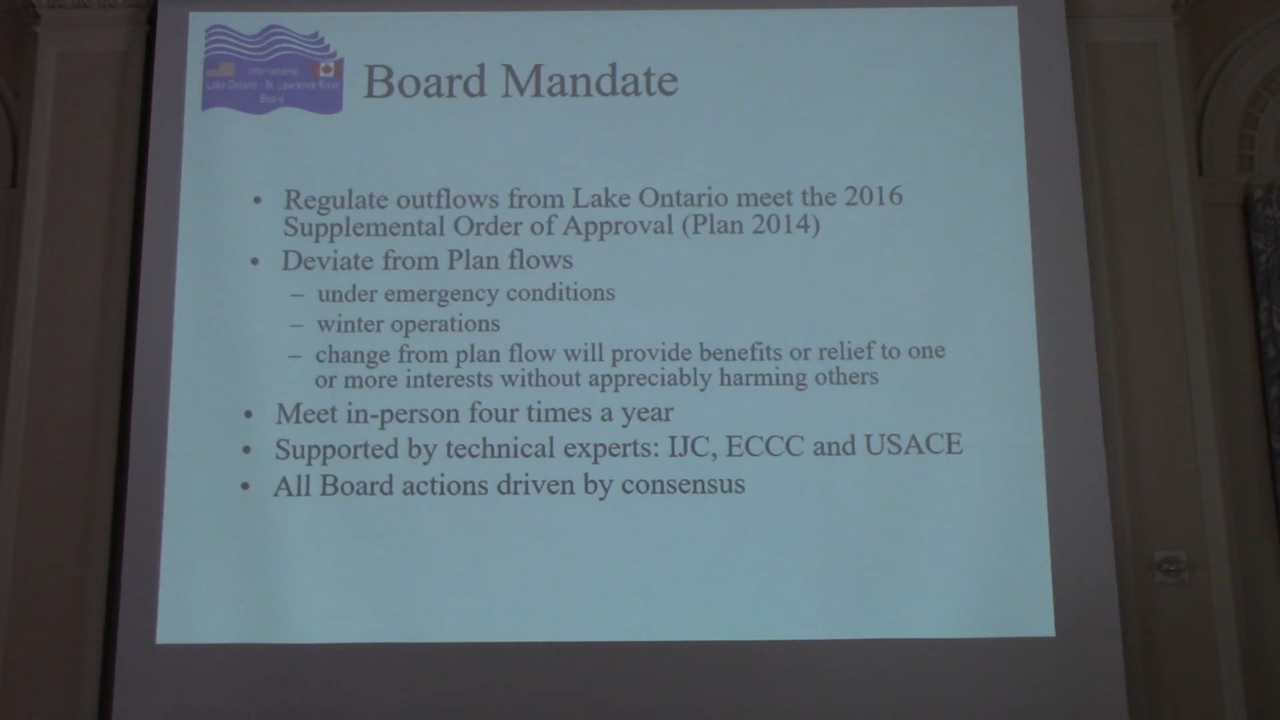 International
Lake Ontario - St. Lawrence River
Board
Board Mandate
• Regulate outflows from Lake Ontario meet the 2016
Supplemental Order of Approval (Plan 2014)
• Deviate from Plan flows
– under emergency conditions
– winter operations
– change from plan flow will provide benefits or relief to one
or more interests without appreciably harming others
• Meet in-person four times a year
• Supported by technical experts: IJC, ECCC and USACE
• All Board actions driven by consensus